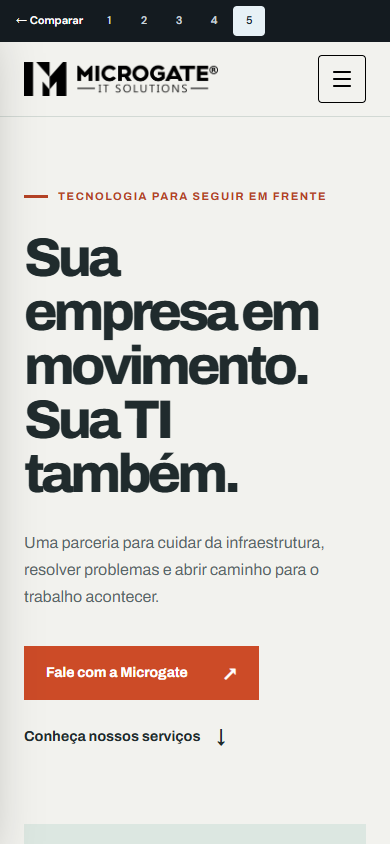 ← Comparar 1 2 3 4 5
MICROGATE®
IT SOLUTIONS
TECNOLOGIA PARA SEGUIR EM FRENTE
Sua
empresa em
movimento.
Sua TI
também.
Uma parceria para cuidar da infraestrutura,
resolver problemas e abrir caminho para o
trabalho acontecer.
Fale com a Microgate ↗
Conheça nossos serviços ↓